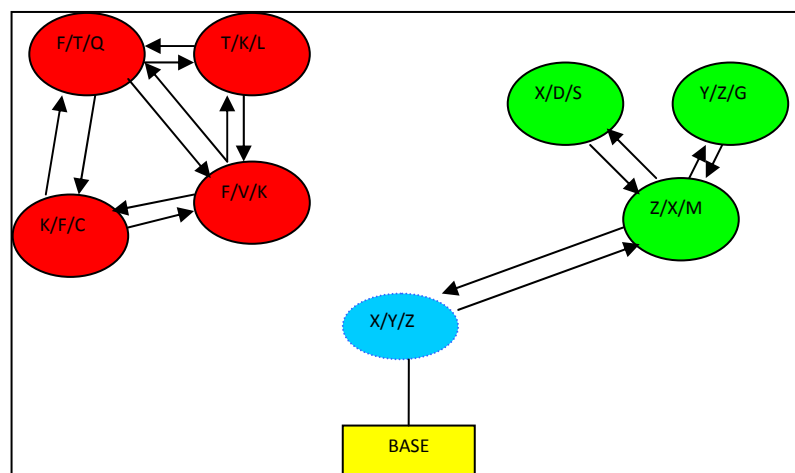 F/T/Q
T/K/L
X/D/S
Y/Z/G
K/F/C
F/V/K
Z/X/M
X/Y/Z
BASE